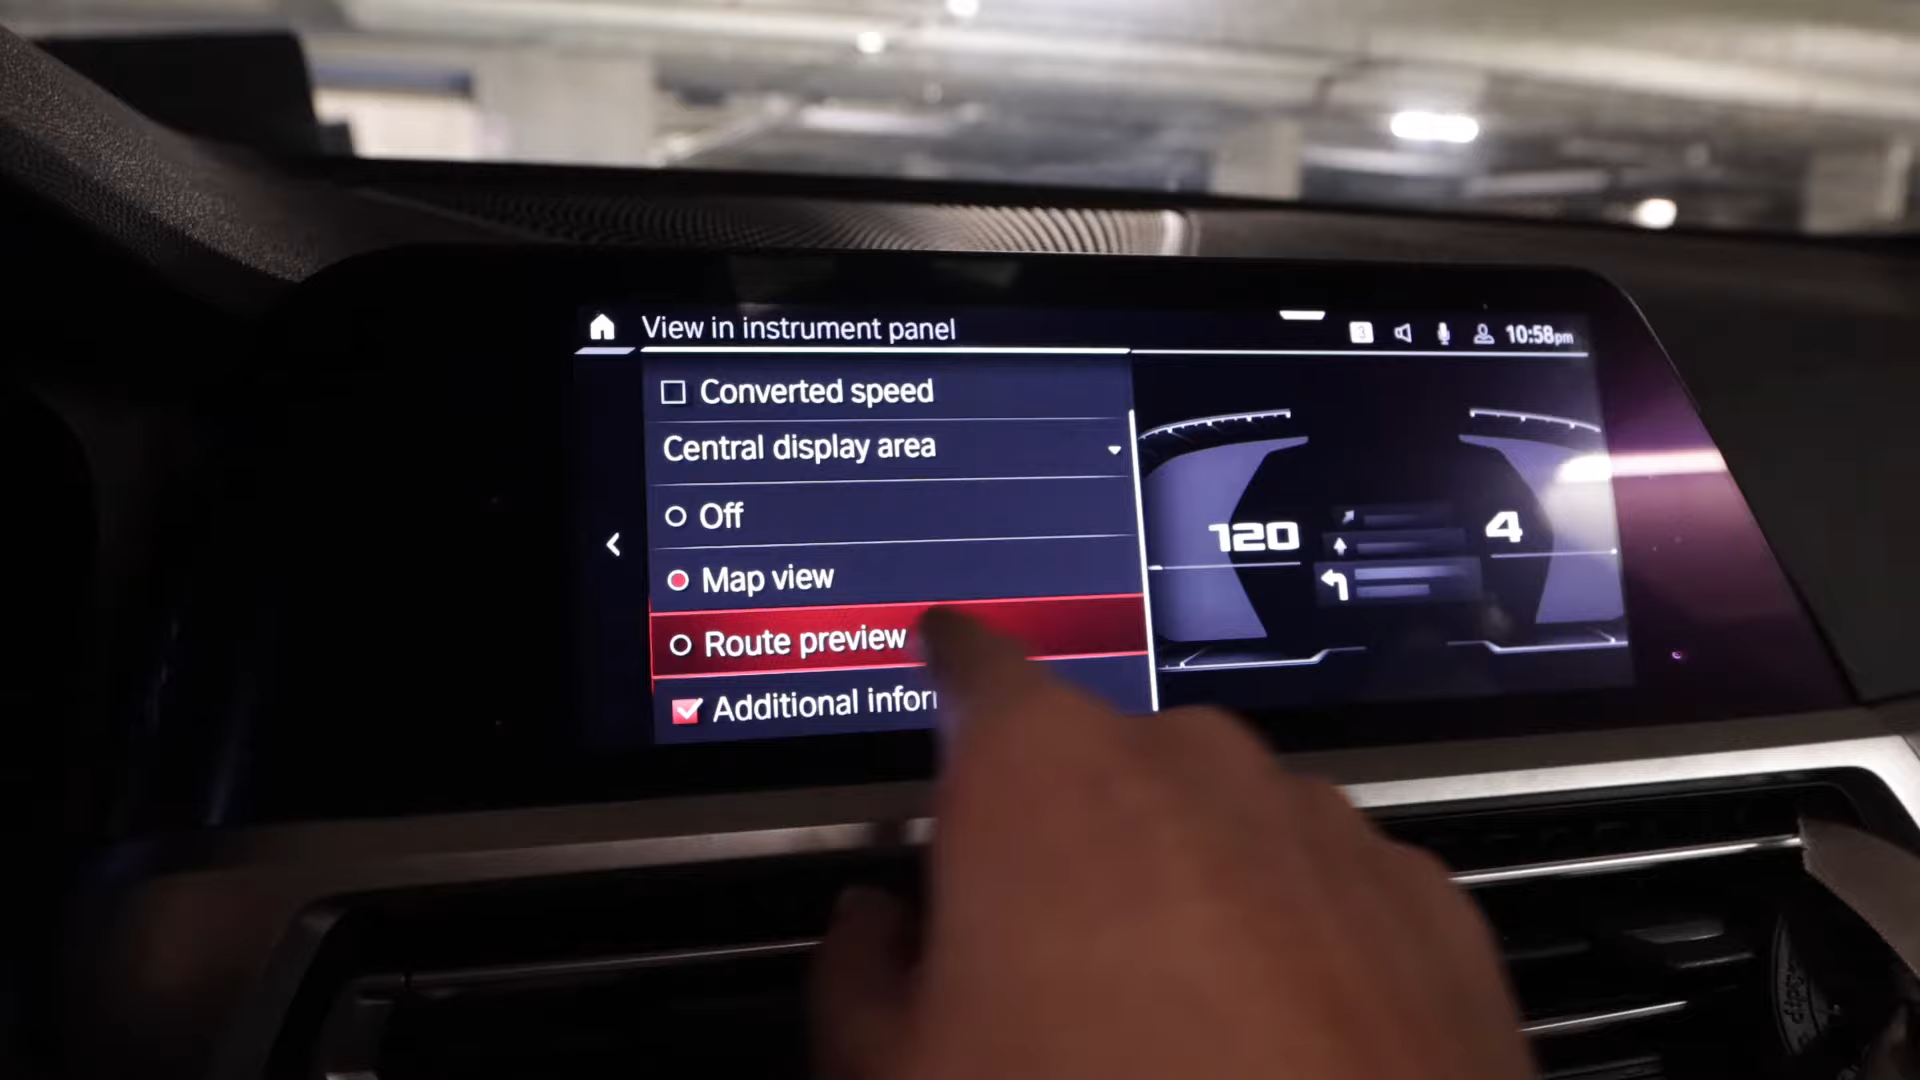 View in instrument panel
3
10:58pm
Converted speed
Central display area
Off
Map view
Route preview
Additional infor
120
4